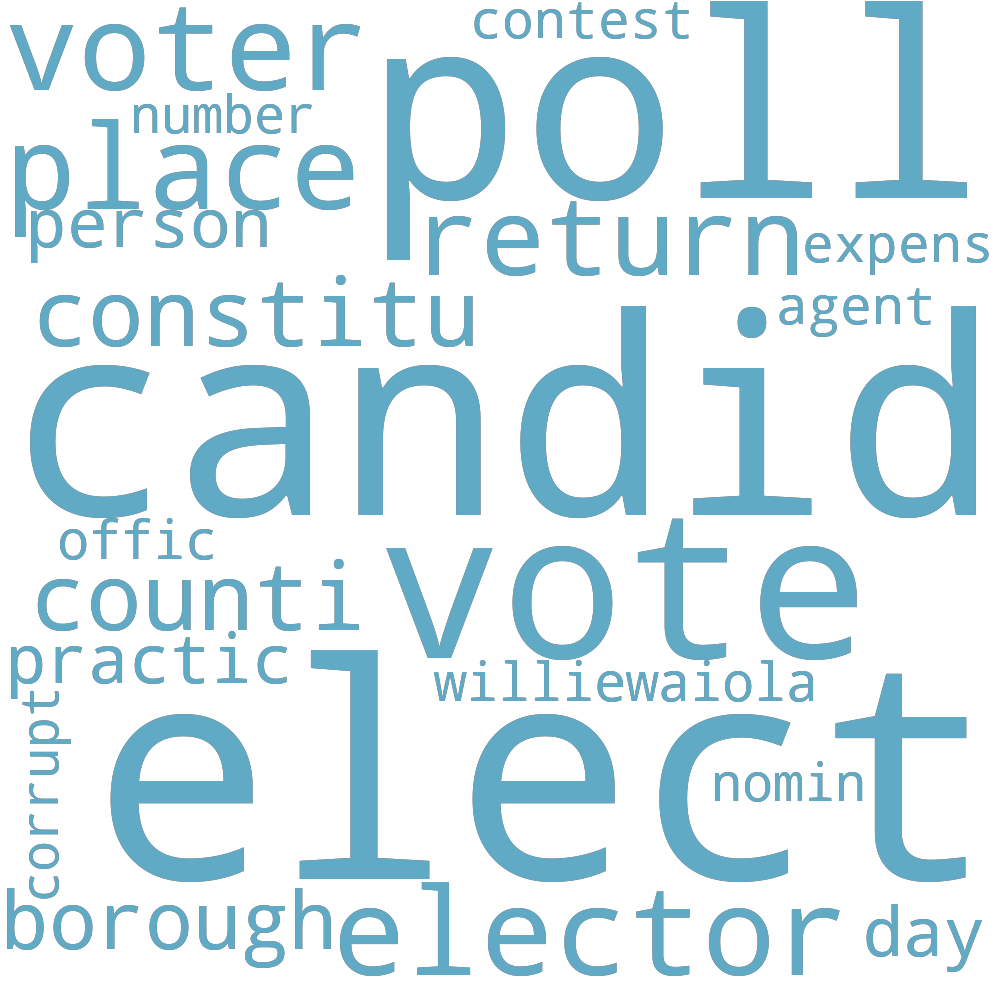 contest
voter
poll
number
place
person
return
expens
constitu
agent
candid
offic
vote
counti
practic
williewaiola
elect
corrupt
nomin
borough
elector
day